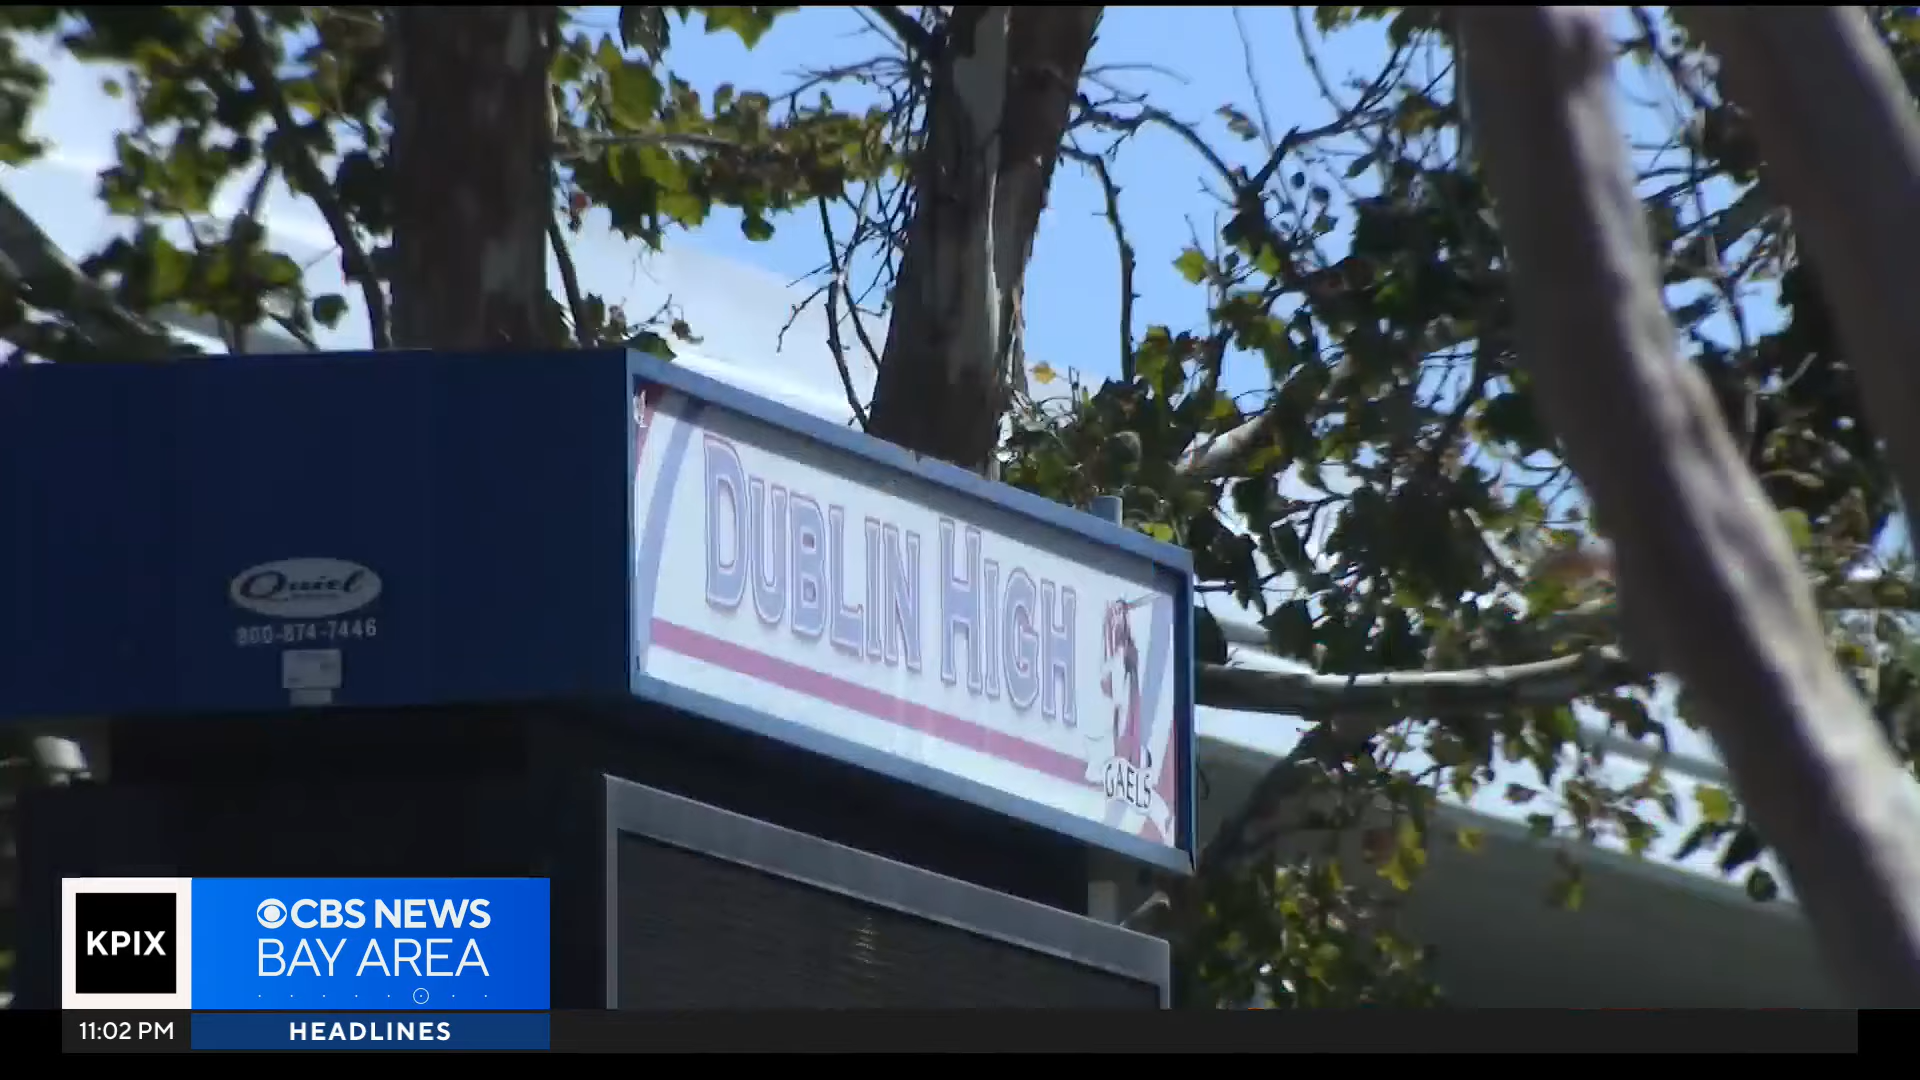 Quiel
800-874-7446
DUBLIN HIGH
GAELS
KPIX
CBS NEWS
BAY AREA
11:02 PM
HEADLINES